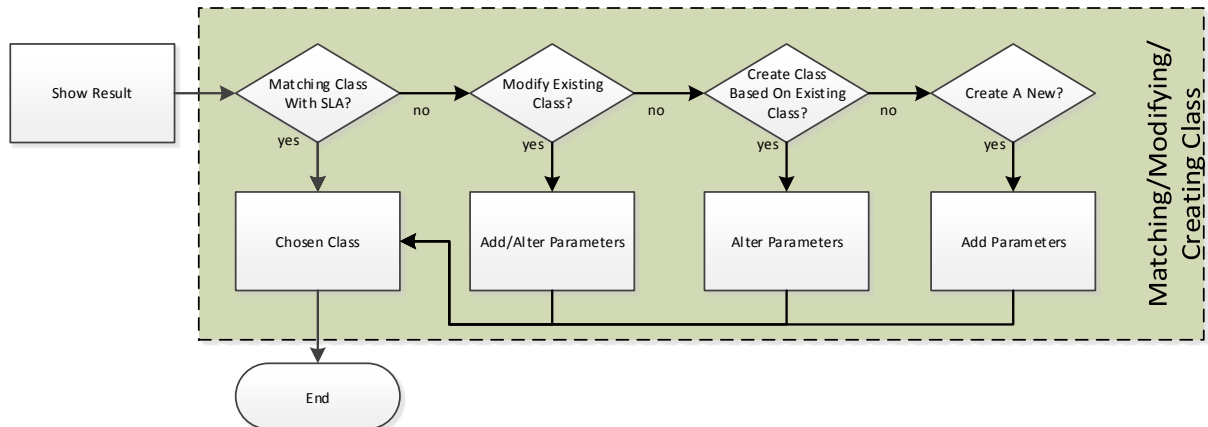 Show Result
Matching Class
With SLA?
no
Modify Existing
Class?
no
Create Class
Based On Existing
Class?
no
Create A New?
yes
yes
yes
yes
Chosen Class
Add/Alter Parameters
Alter Parameters
Add Parameters
Matching/Modifying/
Creating Class
End